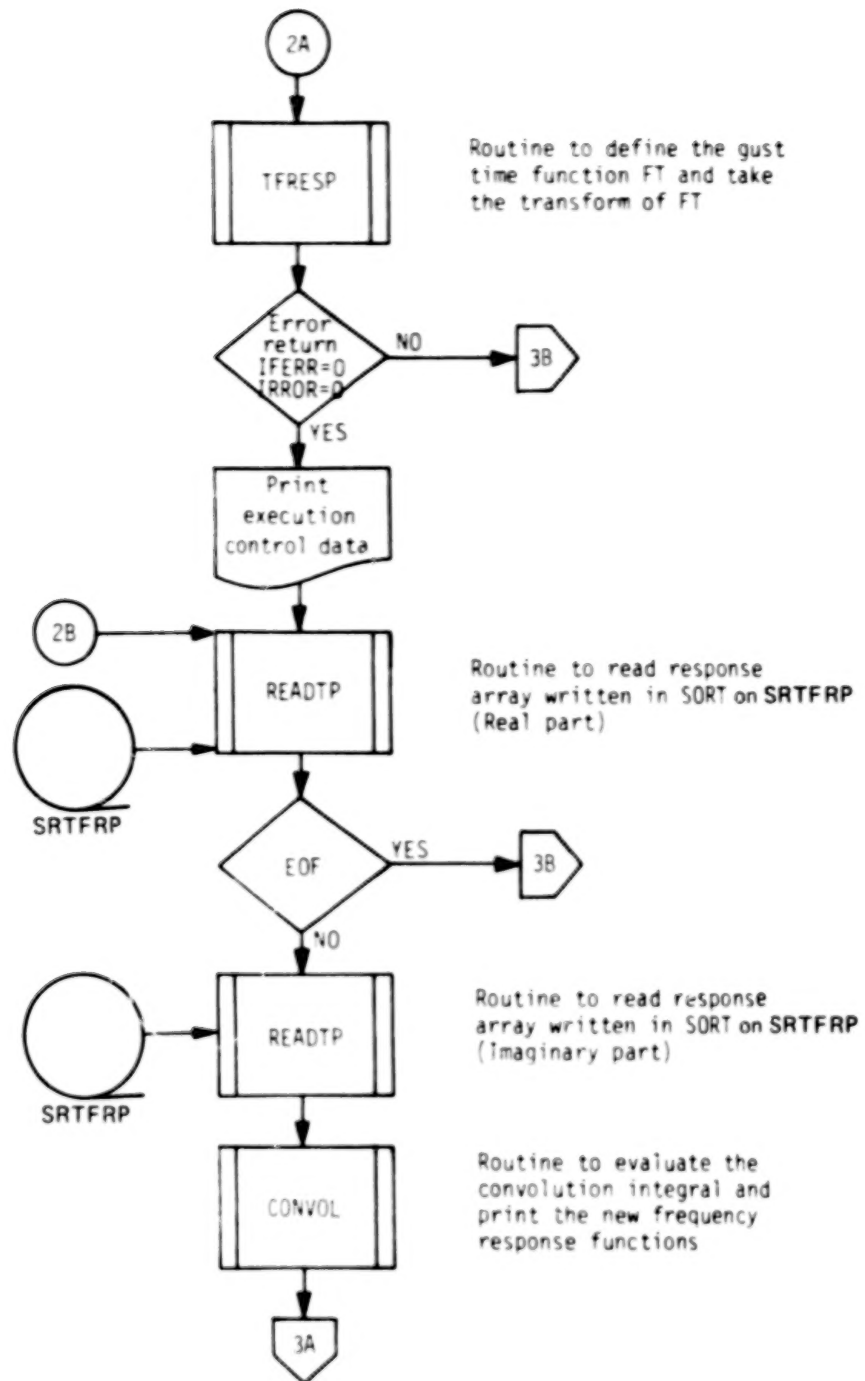 2A
TFRESP
Routine to define the gust
time function FT and take
the transform of FT
Error
return
IFERR=0
IRROR=0
NO
3B
YES
Print
execution
control data
2B
READTP
Routine to read response
array written in SORT on SRTFRP
(Real part)
SRTFRP
EOF
YES
3B
NO
READTP
Routine to read response
array written in SORT on SRTFRP
(Imaginary part)
SRTFRP
CONVOL
Routine to evaluate the
convolution integral and
print the new frequency
response functions
3A